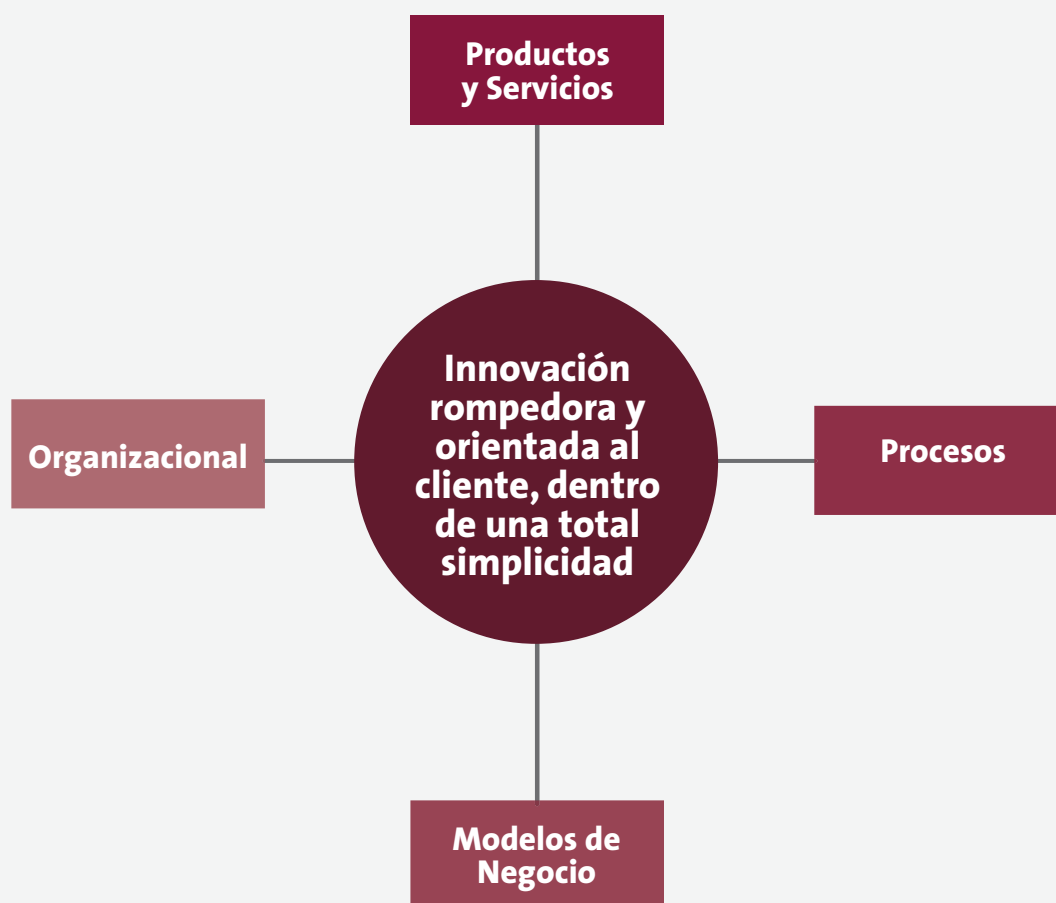 Productos
y Servicios
Innovación
rompedora y
orientada al
cliente, dentro
de una total
simplicidad
Organizacional
Procesos
Modelos de
Negocio